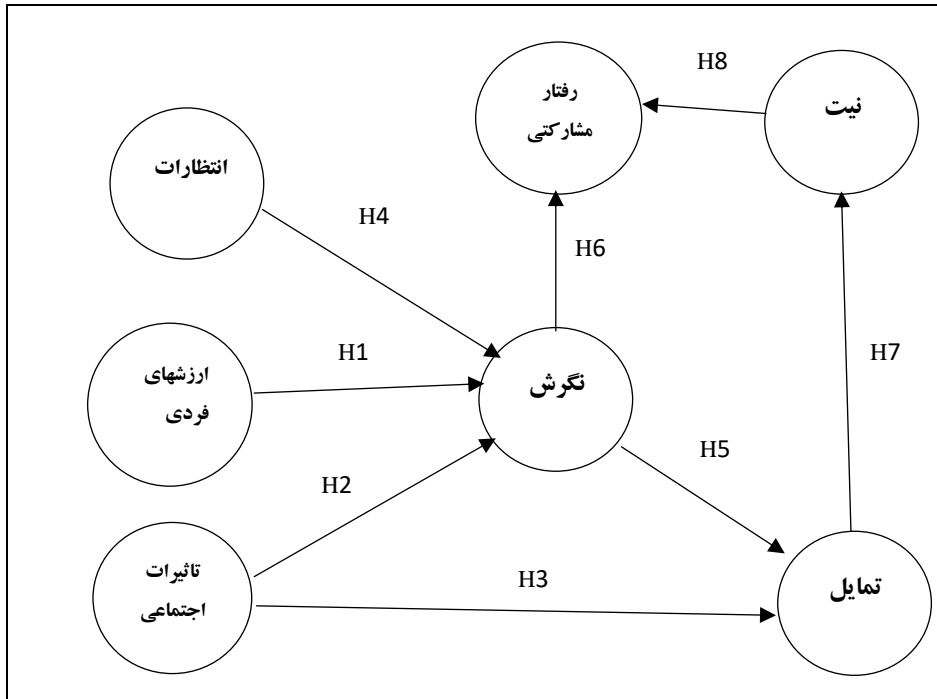 H8
رفتار
مشارکتی
نیت
انتظارات
H4
H6
H1
ارزشهای
فردی
نگرش
H7
H2
H5
تاثیرات
اجتماعی
H3
تمایل